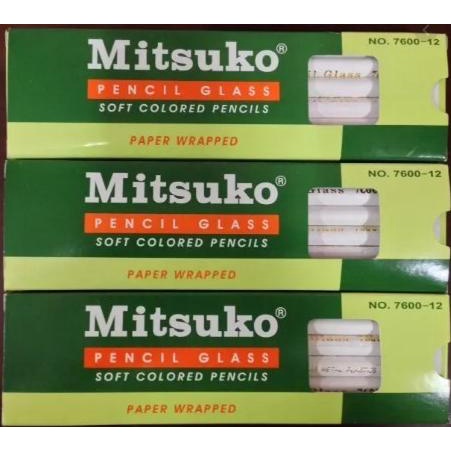 Mitsuko®
NO. 7600-12
PENCIL GLASS
SOFT COLORED PENCILS
PAPER WRAPPED
Mitsuko®
NO. 7600-12
PENCIL GLASS
SOFT COLORED PENCILS
PAPER WRAPPED
Mitsuko®
NO. 7600-12
PENCIL GLASS
SOFT COLORED PENCILS
PAPER WRAPPED